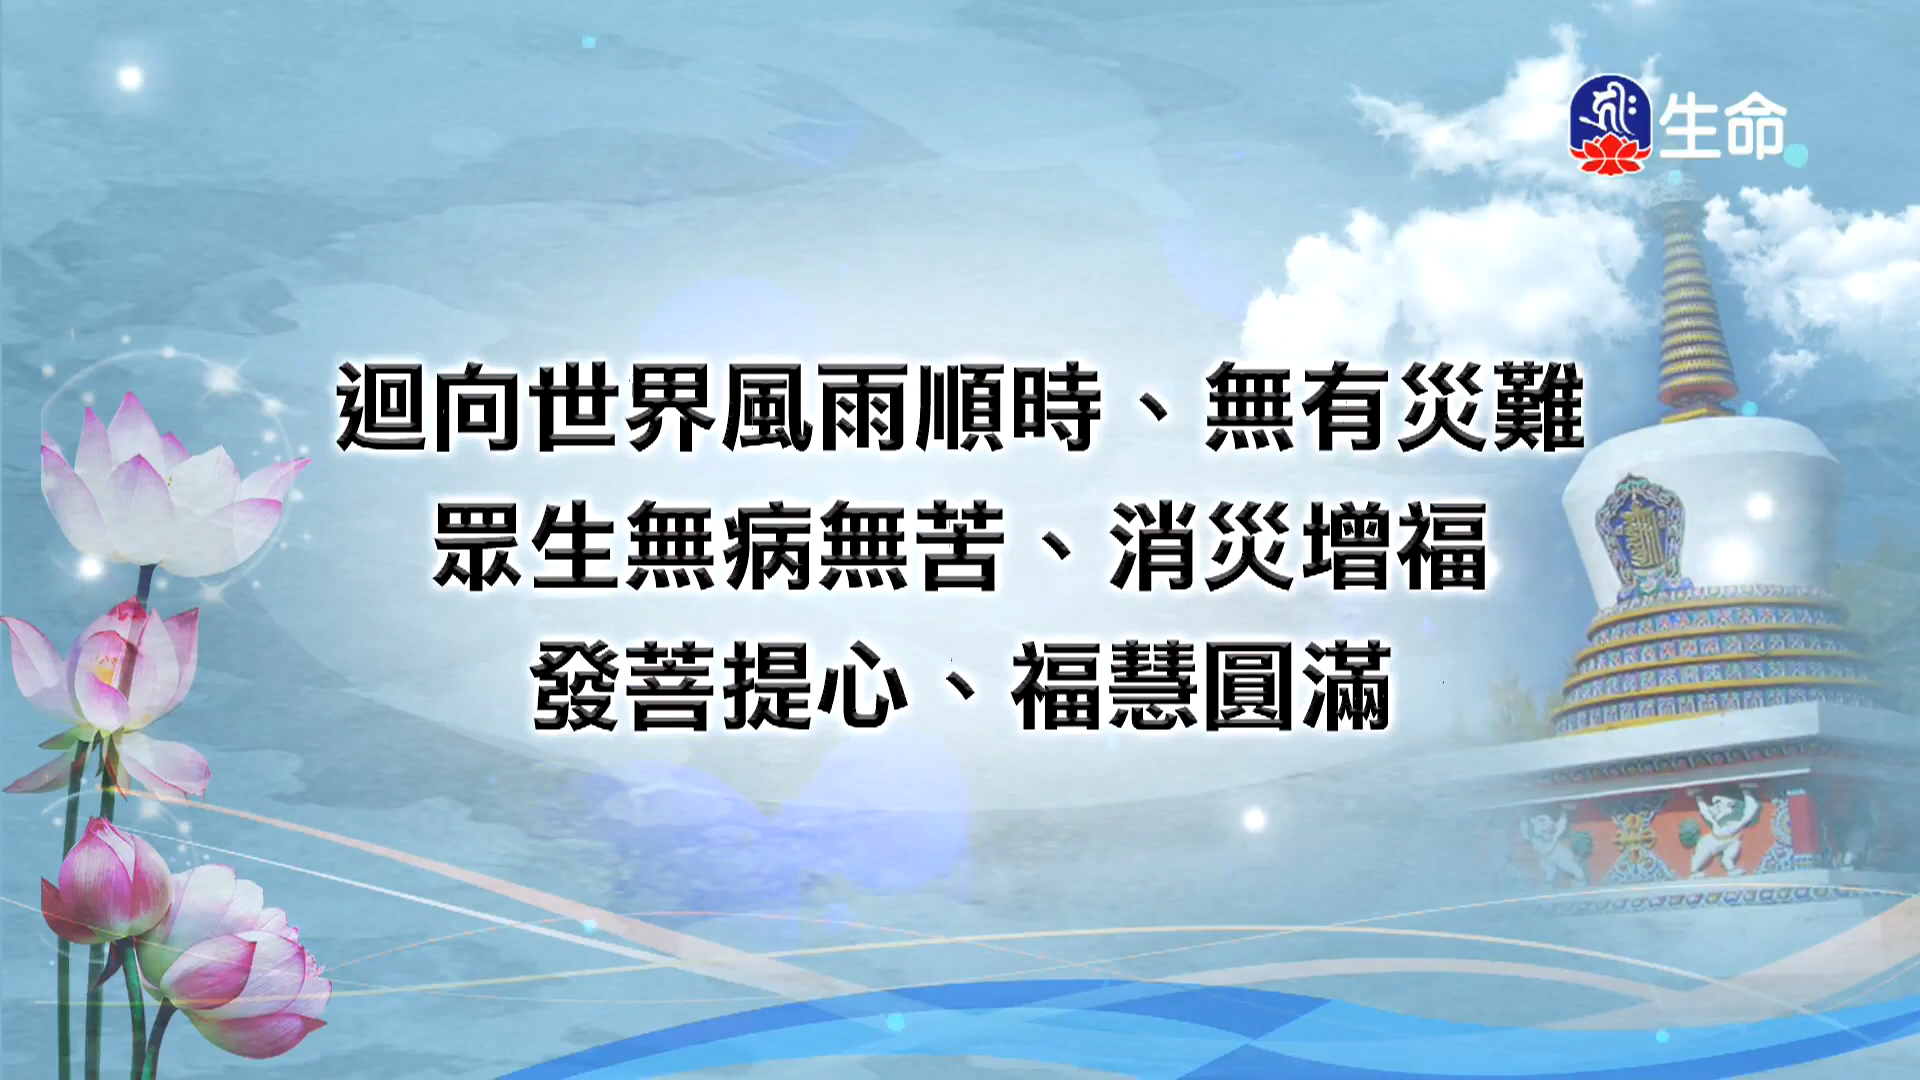 生命
迴向世界風雨順時、無有災難
眾生無病無苦、消災增福
發菩提心、福慧圓滿